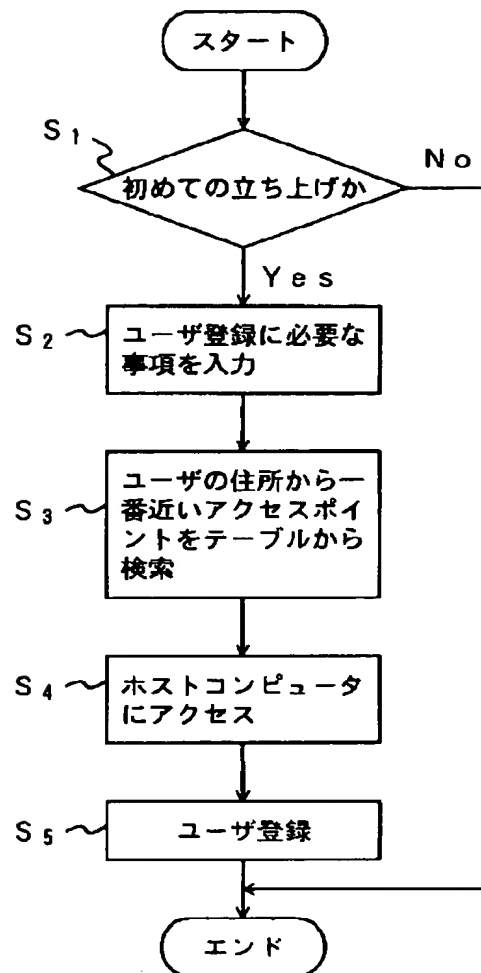 スタート
S1
初めての立ち上げか
No
Yes
S2
ユーザ登録に必要な
事項を入力
S3
ユーザの住所から一
番近いアクセスポイ
ントをテーブルから
検索
S4
ホストコンピュータ
にアクセス
S5
ユーザ登録
エンド